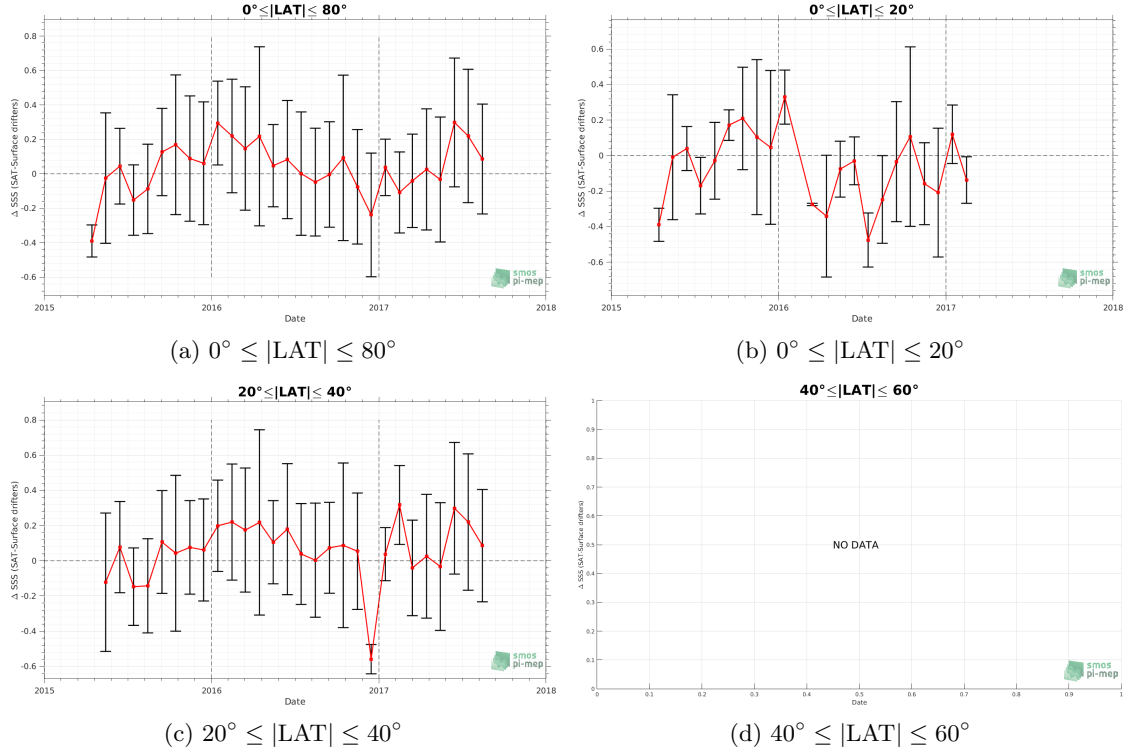 0°≤|LAT|≤ 80°
0.8
0.6
0.4
0.2
0
-0.2
-0.4
-0.6
Δ SSS (SAT-Surface drifters)
2015
2016
2017
2018
Date
smos
pi-mep
(a) 0° ≤ |LAT| ≤ 80°
0°≤|LAT|≤ 20°
0.6
0.4
0.2
0
-0.2
-0.4
-0.6
Δ SSS (SAT-Surface drifters)
2015
2016
2017
2018
Date
smos
pi-mep
(b) 0° ≤ |LAT| ≤ 20°
20°≤|LAT|≤ 40°
0.8
0.6
0.4
0.2
0
-0.2
-0.4
-0.6
Δ SSS (SAT-Surface drifters)
2015
2016
2017
2018
Date
smos
pi-mep
(c) 20° ≤ |LAT| ≤ 40°
40°≤|LAT|≤ 60°
1
0.9
0.8
0.7
0.6
0.5
0.4
0.3
0.2
0.1
0
Δ SSS (SAT-Surface drifters)
NO DATA
0
0.1
0.2
0.3
0.4
0.5
0.6
0.7
0.8
0.9
1
Date
smos
pi-mep
(d) 40° ≤ |LAT| ≤ 60°